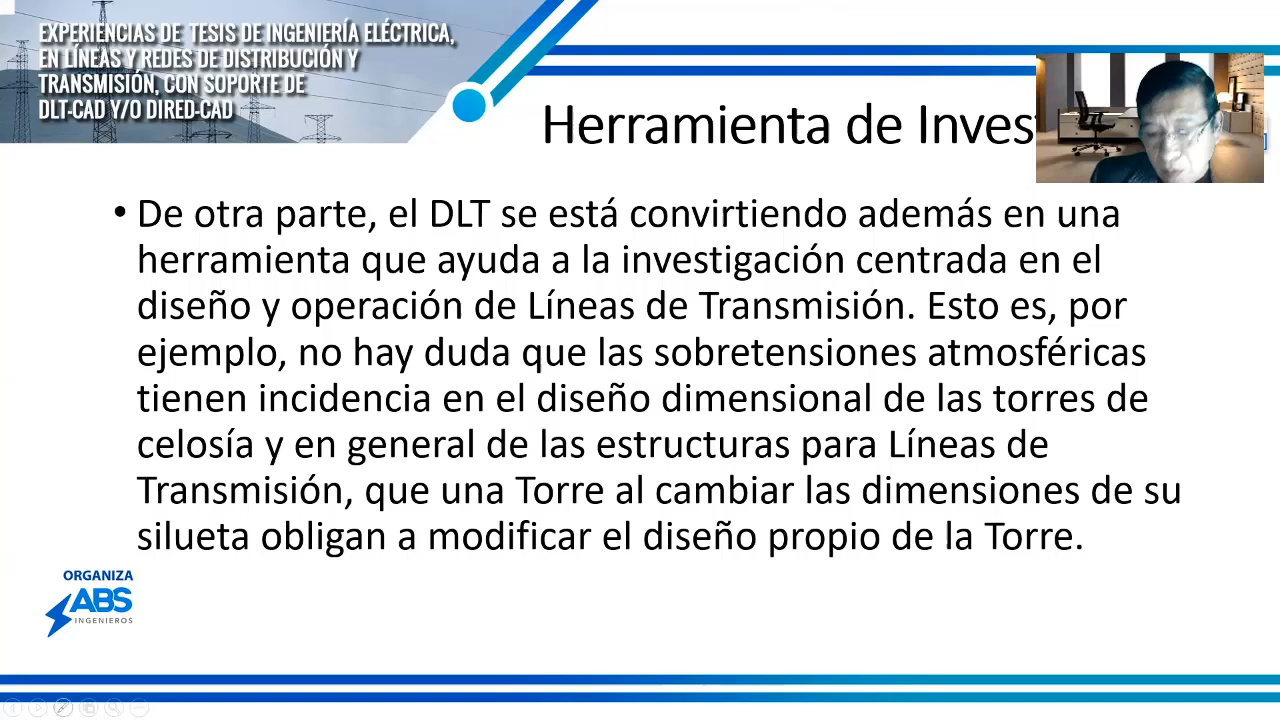 EXPERIENCIAS DE TESIS DE INGENIERÍA ELÉCTRICA,
EN LÍNEAS Y REDES DE DISTRIBUCIÓN Y
TRANSMISIÓN, CON SOPORTE DE
DLT-CAD Y/O DIRED-CAD
Herramienta de
• De otra parte, el DLT se está convirtiendo además en una
herramienta que ayuda a la investigación centrada en el
diseño y operación de Líneas de Transmisión. Esto es, por
ejemplo, no hay duda que las sobretensiones atmosféricas
tienen incidencia en el diseño dimensional de las torres de
celosía y en general de las estructuras para Líneas de
Transmisión, que una Torre al cambiar las dimensiones de su
silueta obligan a modificar el diseño propio de la Torre.
ORGANIZA
ABS
INGENIEROS